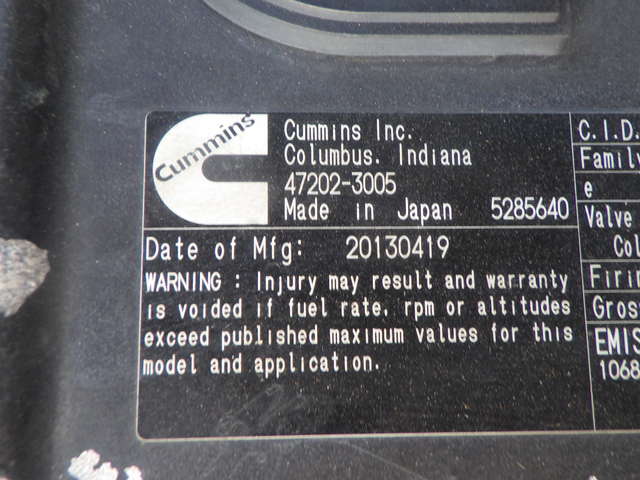 Cummins
Cummins Inc.
Columbus. Indiana
47202-3005
Made in Japan 5285640
Date of Mfg: 20130419
WARNING : Injury may result and warranty
is voided if fuel rate, rpm or altitudes
exceed published maximum values for this
model and application.
C.I.D.
Family
e
Valve
Col
Firi
Gros
EMIS
1068